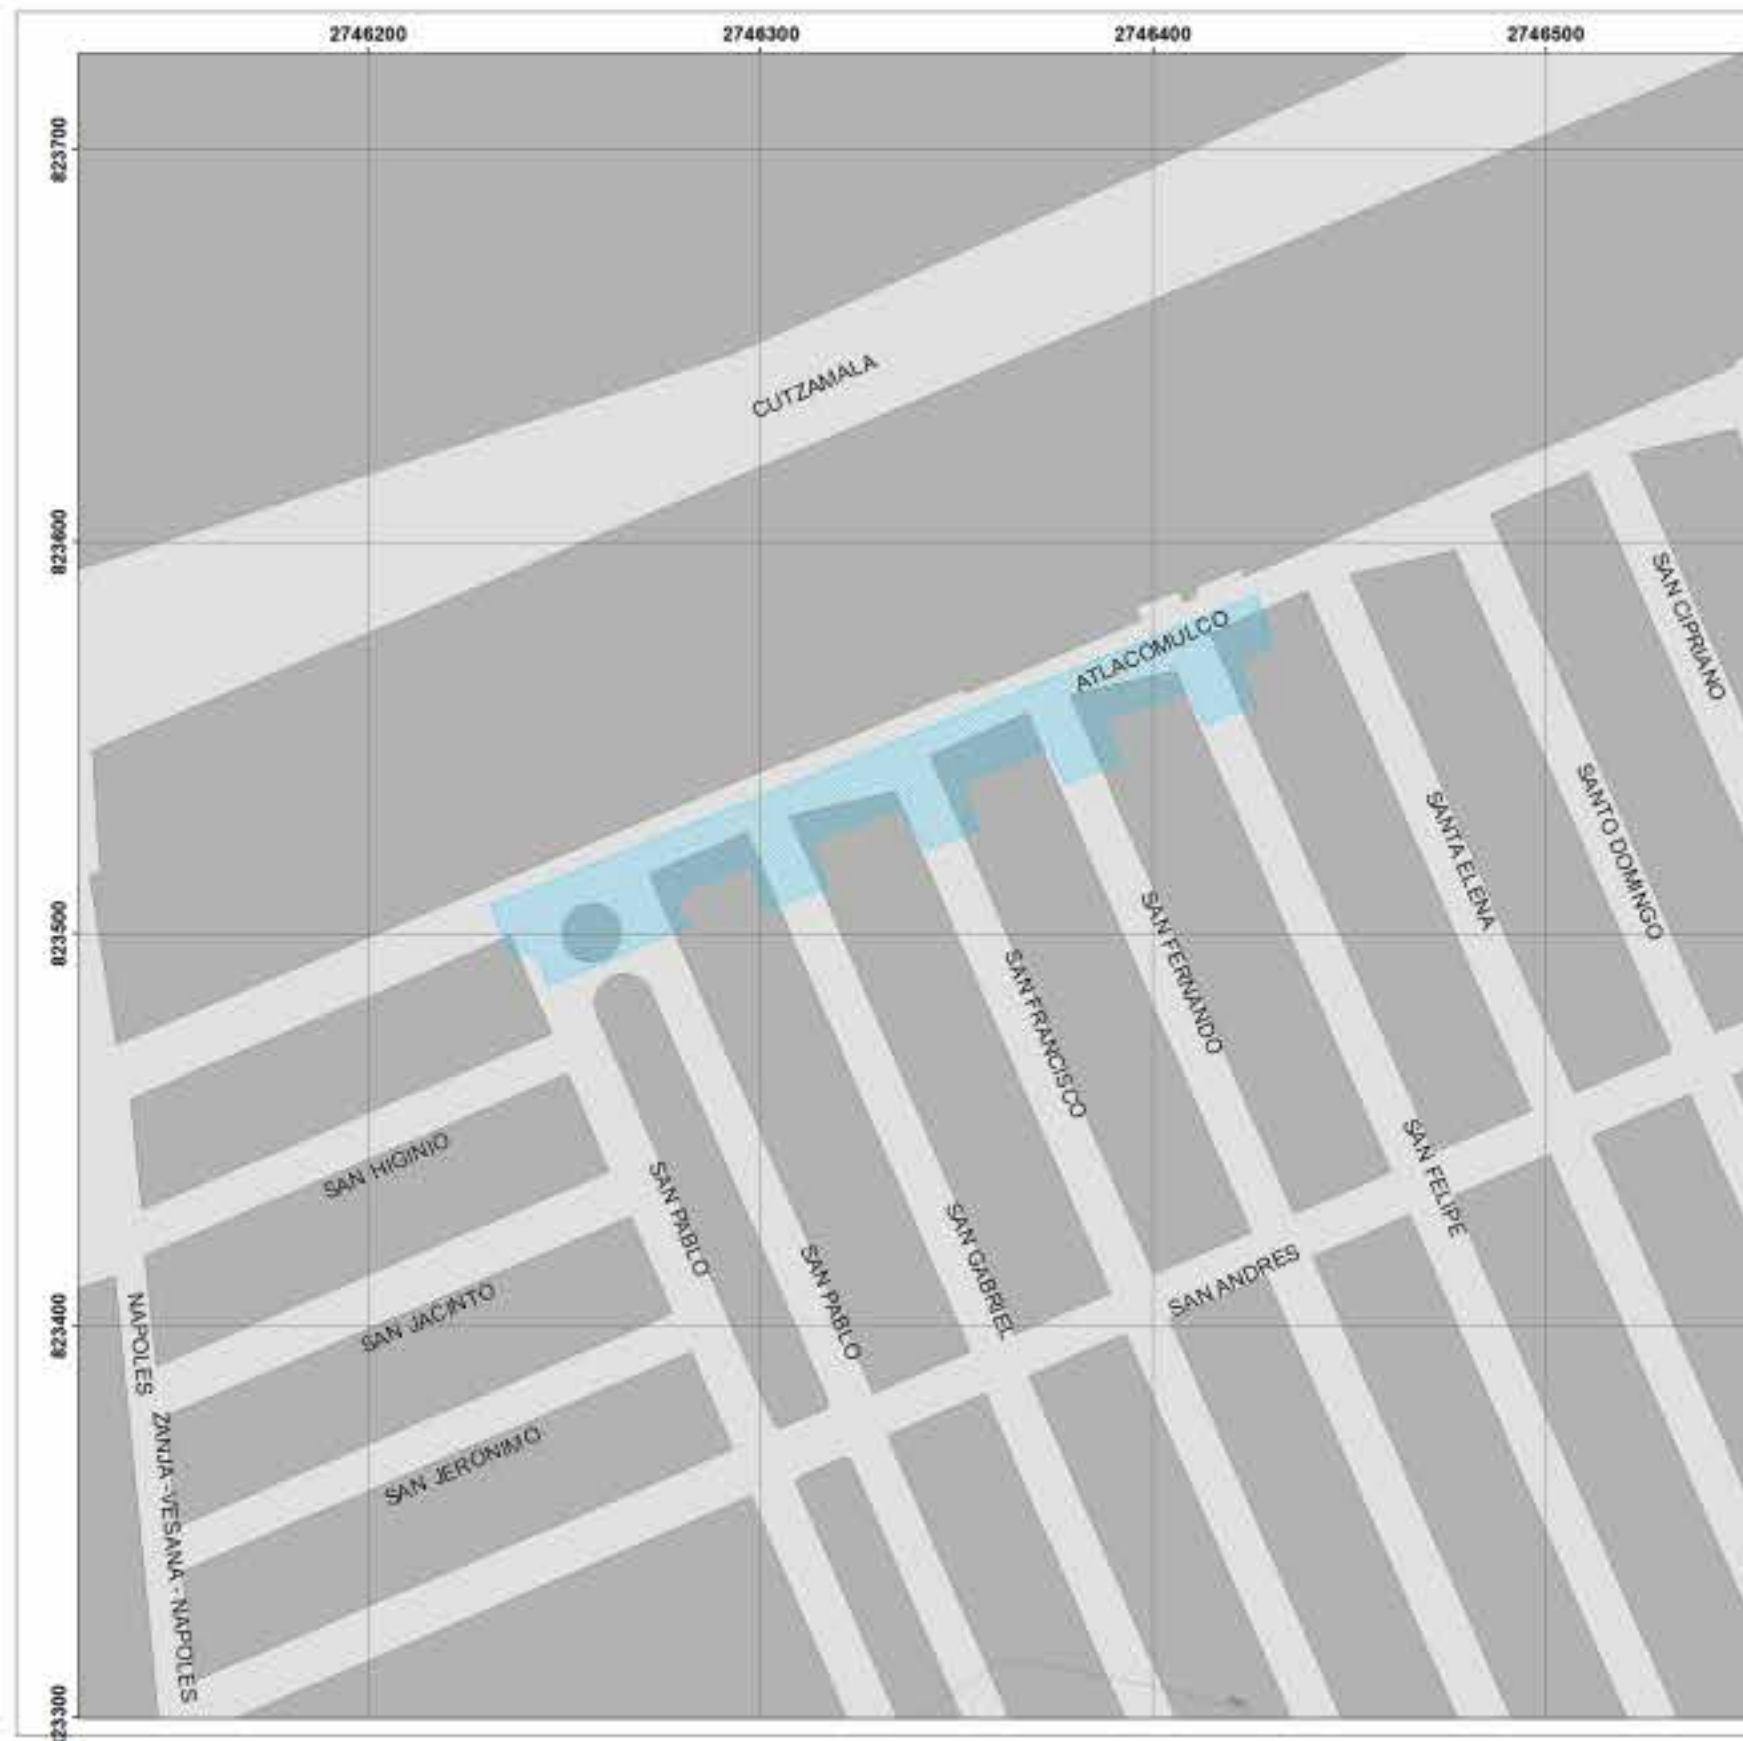 2746200 2746300 2746400 2746500
823700
CUTZAMALA
823600
SAN CIPRIANO
ATLACOMULCO
SANTO DOMINGO
SANTA ELENA
823500
SAN FERNANDO
SAN FRANCISCO
SAN HIGINIO
SAN PABLO
SAN FELIPE
SAN GABRIEL
SAN PABLO
SAN ANDRES
823400
NAPOLES
SAN JACINTO
ZANJA - VESANA - NAPOLES
SAN JERONIMO
23300